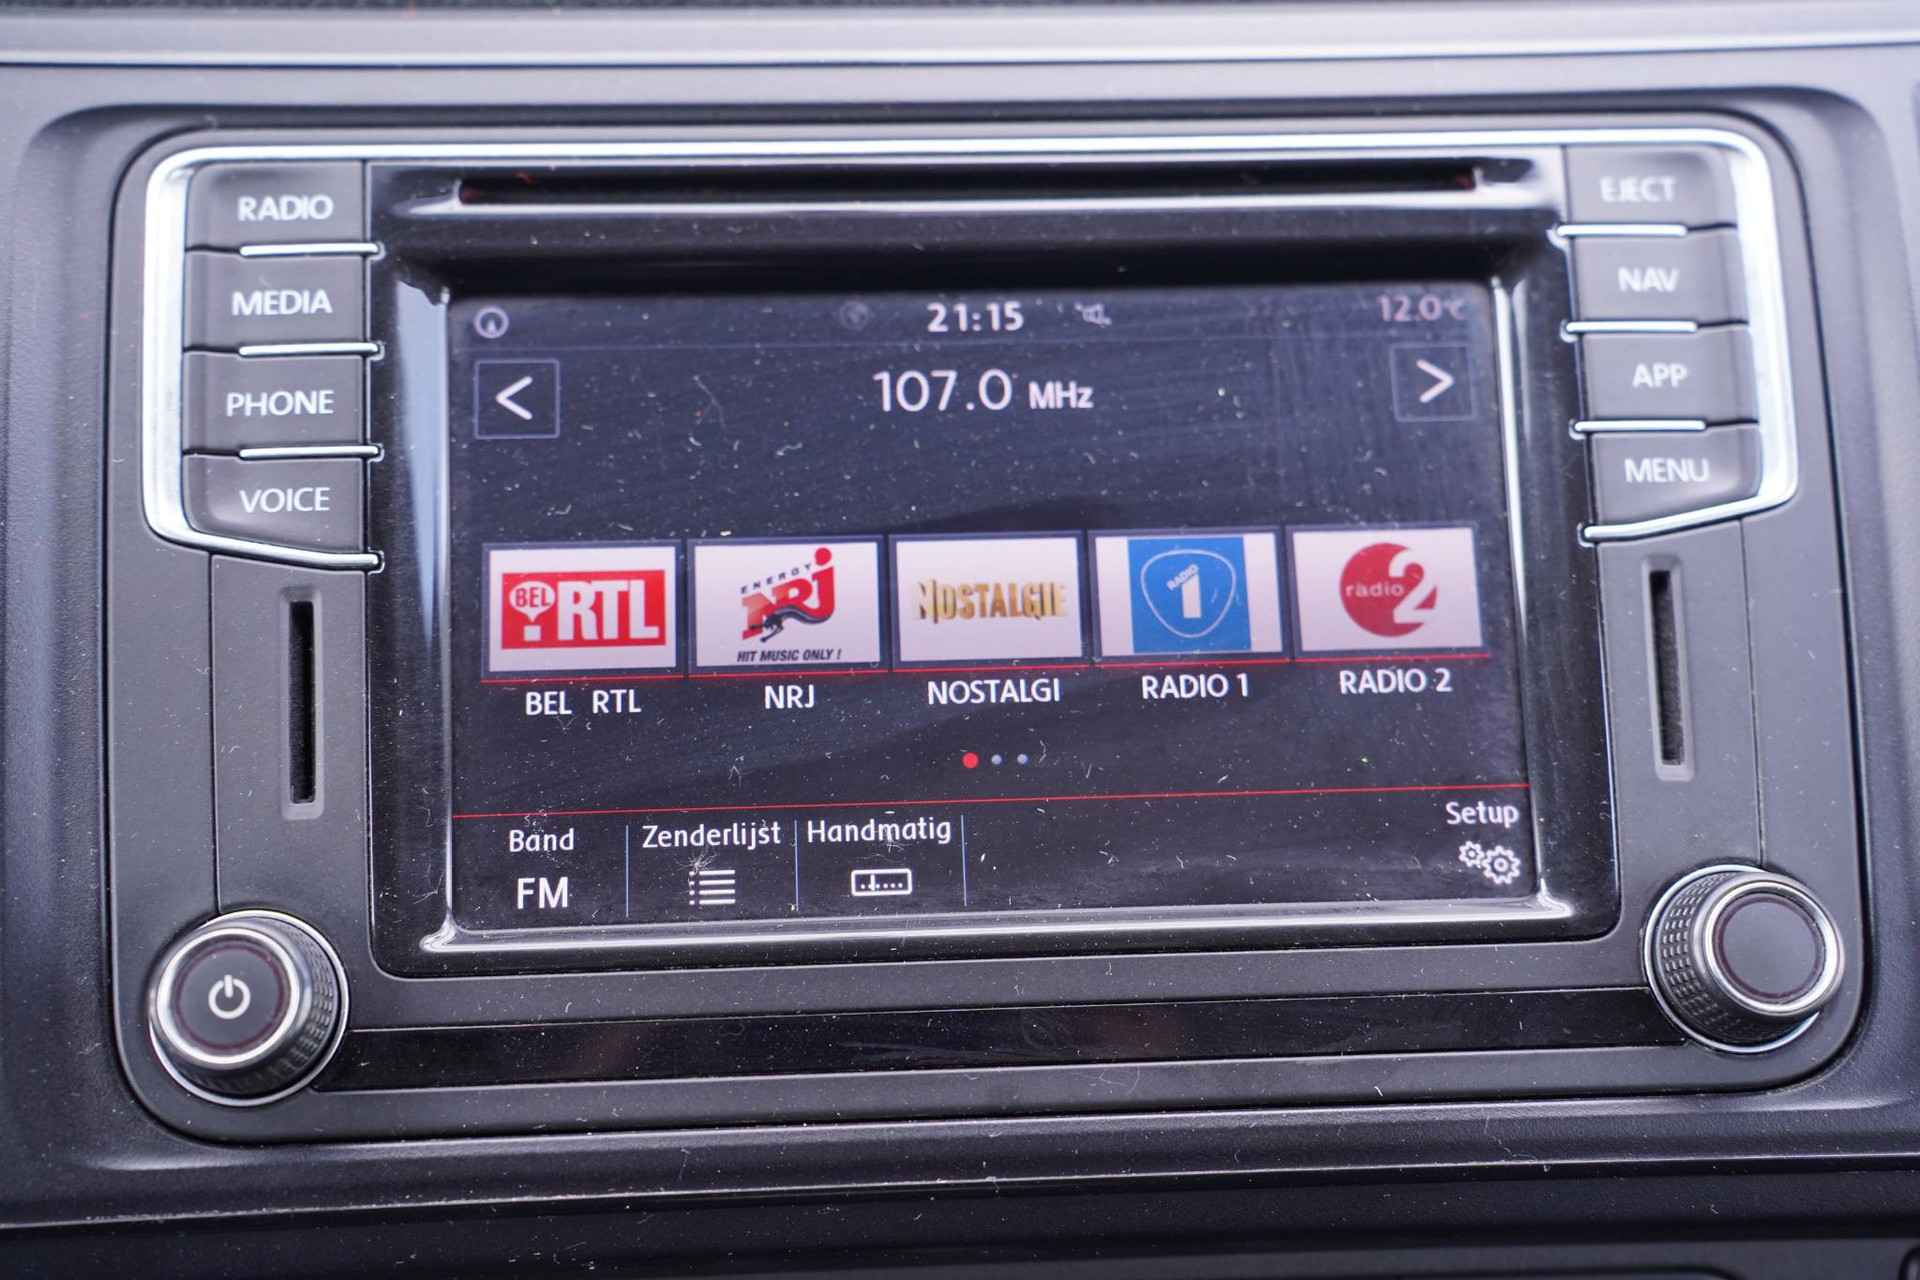 RADIO
MEDIA
PHONE
VOICE
EJECT
NAV
APP
MENU
21:15
12.0°C
< 107.0 MHz >
BEL RTL
ENERGY
NRJ
HIT MUSIC ONLY !
NOSTALGIE
RADIO
1
radio 2
BEL RTL
NRJ
NOSTALGI
RADIO 1
RADIO 2
Band
FM
Zenderlijst
Handmatig
Setup